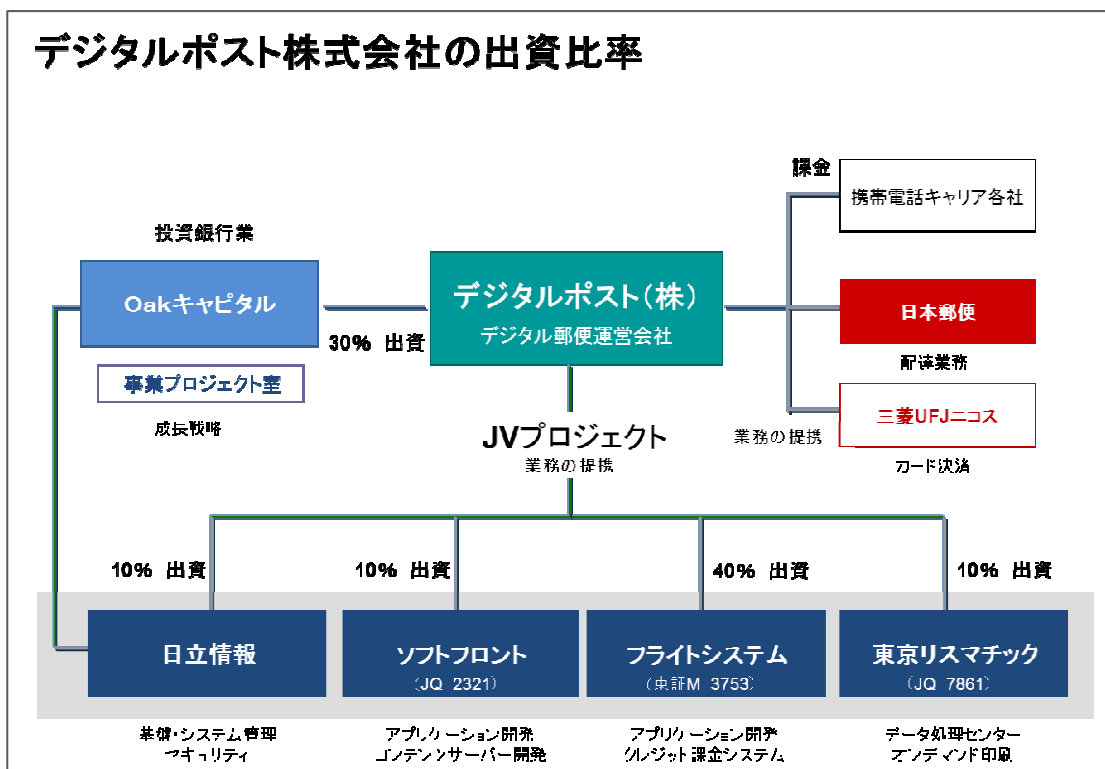 デジタルポスト株式会社の出資比率
課金
携帯電話キャリア各社
投資銀行業
Oakキャピタル
デジタルポスト(株)
デジタル郵便運営会社
日本郵便
30% 出資
配達業務
事業プロジェクト室
成長戦略
三菱UFJニコス
JVプロジェクト
業務の提携
業務の提携
カード決済
10% 出資
10% 出資
40% 出資
10% 出資
日立情報
ソフトフロント
(JQ 2321)
フライトシステム
(東証M 3753)
東京リスマチック
(JQ 7861)
基健・システム管理
セキュリティ
アプリケーション開発
コンテンツサーバー開発
アプリケーション開発
クレジット課金システム
データ処理センター
オンデマンド印刷